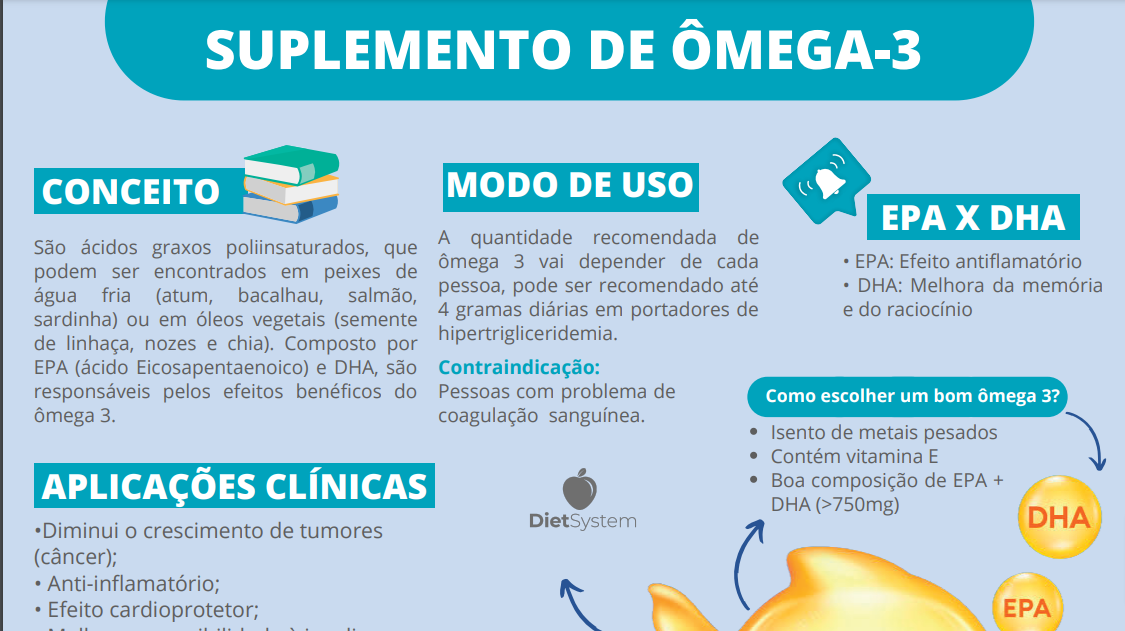 SUPLEMENTO DE ÔMEGA-3
CONCEITO
São ácidos graxos poliinsaturados, que
podem ser encontrados em peixes de
água fria (atum, bacalhau, salmão,
sardinha) ou em óleos vegetais (semente
de linhaça, nozes e chia). Composto por
EPA (ácido Eicosapentaenoico) e DHA, são
responsáveis pelos efeitos benéficos do
ômega 3.
APLICAÇÕES CLÍNICAS
•Diminui o crescimento de tumores
(câncer);
• Anti-inflamatório;
• Efeito cardioprotetor;
MODO DE USO
A quantidade recomendada de
ômega 3 vai depender de cada
pessoa, pode ser recomendado até
4 gramas diárias em portadores de
hipertrigliceridemia.
Contraindicação:
Pessoas com problema de
coagulação sanguínea.
DietSystem
EPA X DHA
• EPA: Efeito antiflamatório
• DHA: Melhora da memória
e do raciocínio
Como escolher um bom ômega 3?
• Isento de metais pesados
• Contém vitamina E
• Boa composição de EPA +
DHA (>750mg)
DHA
EPA